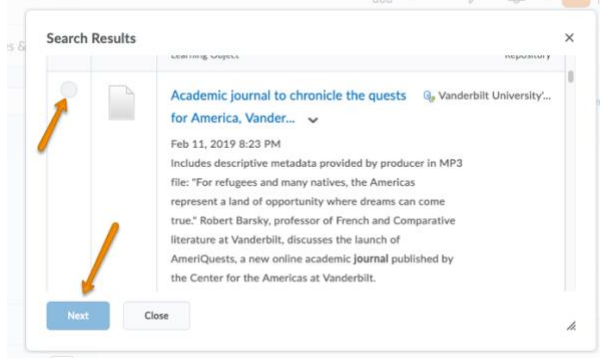 Search Results
Learning Object Repository
Academic journal to chronicle the quests Vanderbilt University'...
for America, Vander...
Feb 11, 2019 8:23 PM
Includes descriptive metadata provided by producer in MP3
file: "For refugees and many natives, the Americas
represent a land of opportunity where dreams can come
true." Robert Barsky, professor of French and Comparative
literature at Vanderbilt, discusses the launch of
AmeriQuests, a new online academic journal published by
the Center for the Americas at Vanderbilt.
Next Close